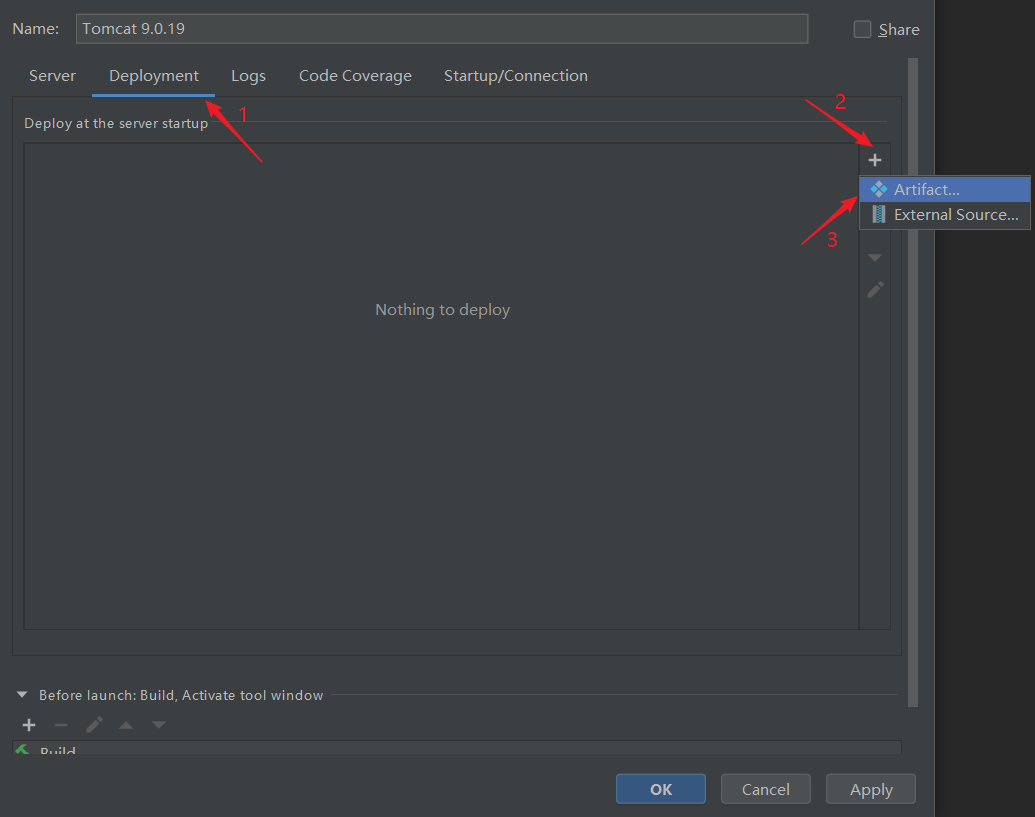 Name: Tomcat 9.0.19 Share
Server Deployment Logs Code Coverage Startup/Connection
1
2
Deploy at the server startup
Artifact...
External Source...
3
Nothing to deploy
Before launch: Build, Activate tool window
Build
OK Cancel Apply